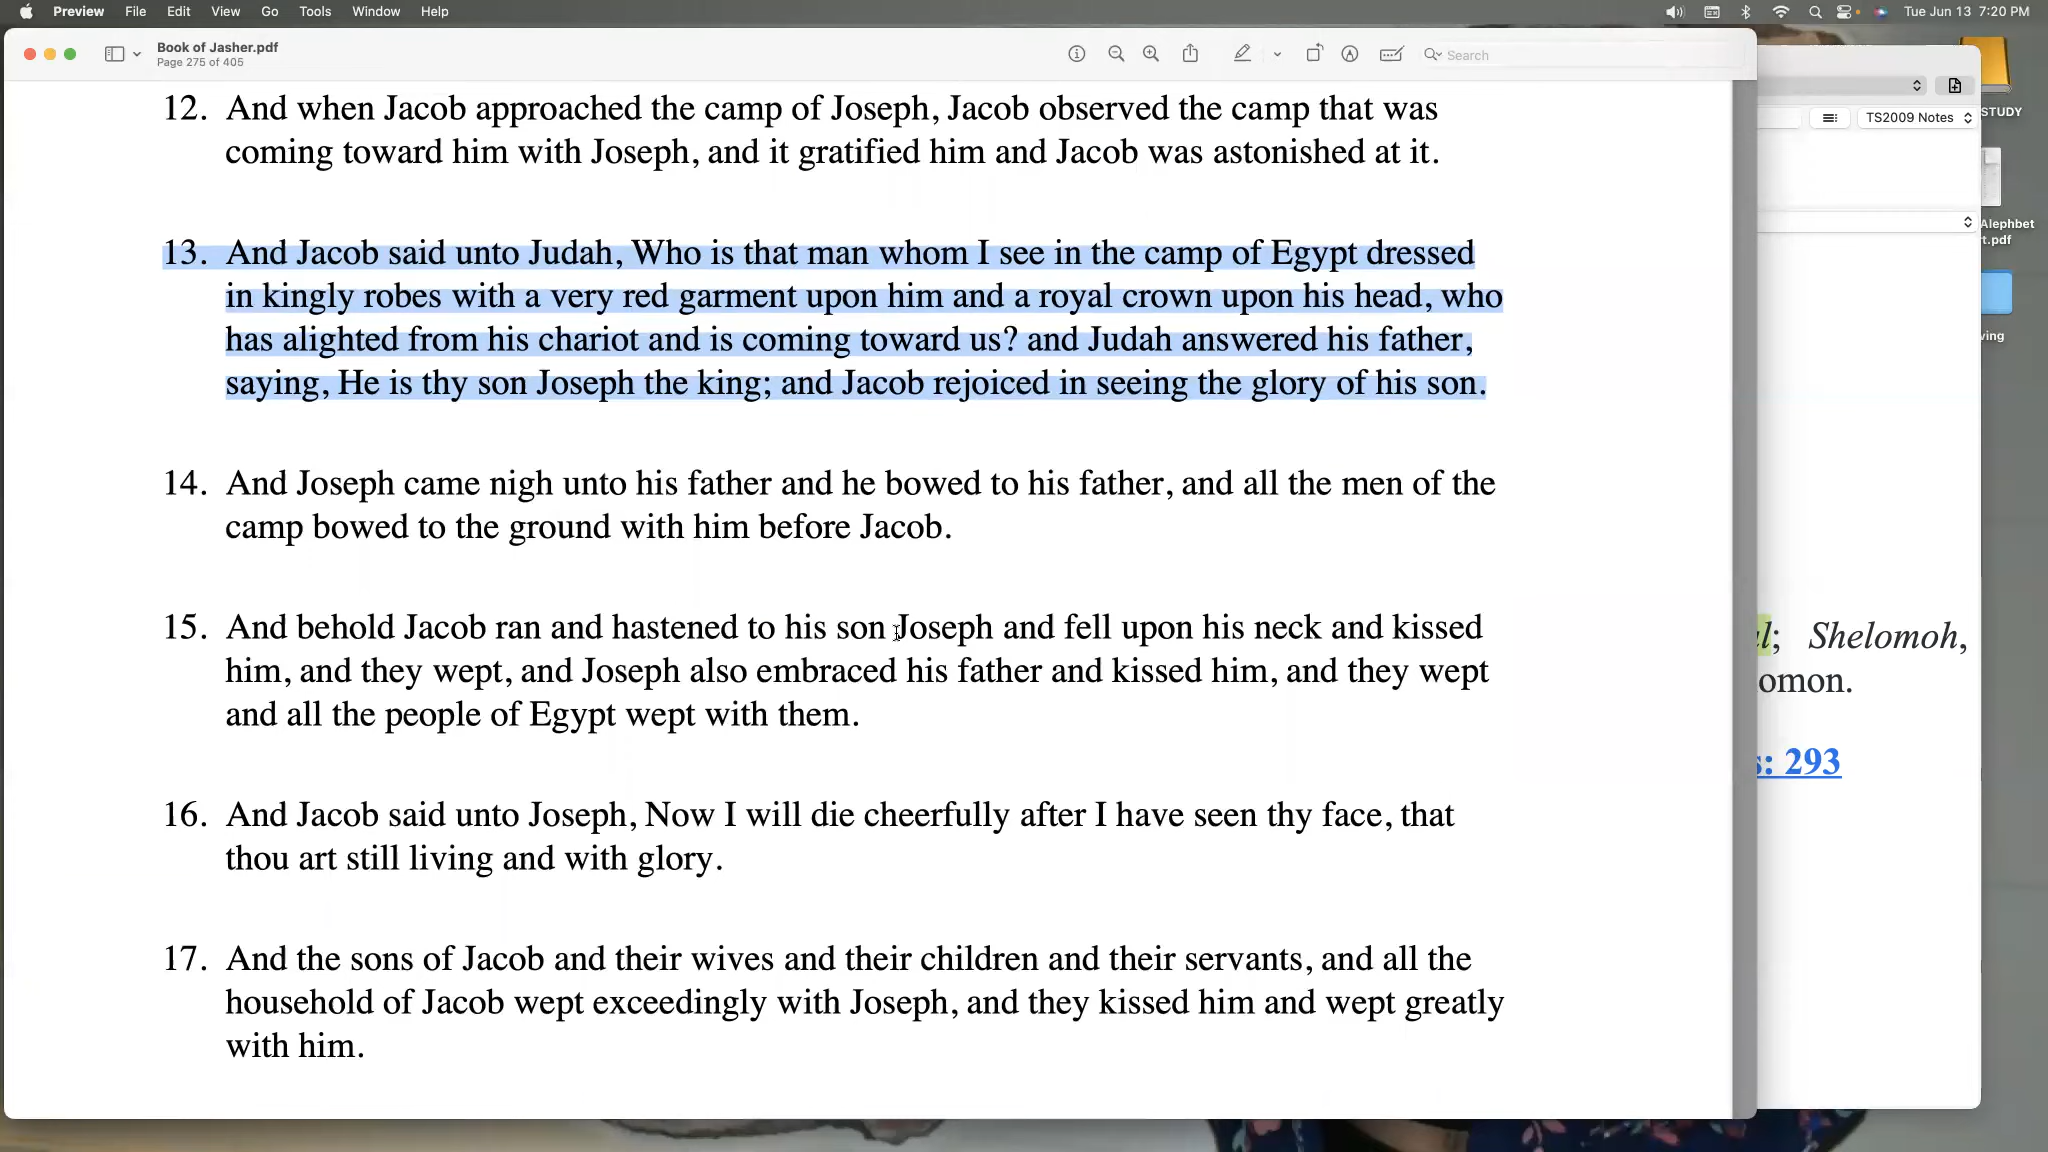 Preview File Edit View Go Tools Window Help
Tue Jun 13 7:20 PM
Book of Jasher.pdf
Page 275 of 405
Search
12. And when Jacob approached the camp of Joseph, Jacob observed the camp that was
coming toward him with Joseph, and it gratified him and Jacob was astonished at it.
13. And Jacob said unto Judah, Who is that man whom I see in the camp of Egypt dressed
in kingly robes with a very red garment upon him and a royal crown upon his head, who
has alighted from his chariot and is coming toward us? and Judah answered his father,
saying, He is thy son Joseph the king; and Jacob rejoiced in seeing the glory of his son.
14. And Joseph came nigh unto his father and he bowed to his father, and all the men of the
camp bowed to the ground with him before Jacob.
15. And behold Jacob ran and hastened to his son Joseph and fell upon his neck and kissed
him, and they wept, and Joseph also embraced his father and kissed him, and they wept
and all the people of Egypt wept with them.
16. And Jacob said unto Joseph, Now I will die cheerfully after I have seen thy face, that
thou art still living and with glory.
17. And the sons of Jacob and their wives and their children and their servants, and all the
household of Jacob wept exceedingly with Joseph, and they kissed him and wept greatly
with him.
STUDY
TS2009 Notes
Alephbet
t.pdf
ving
l; Shelomoh,
omon.
s: 293